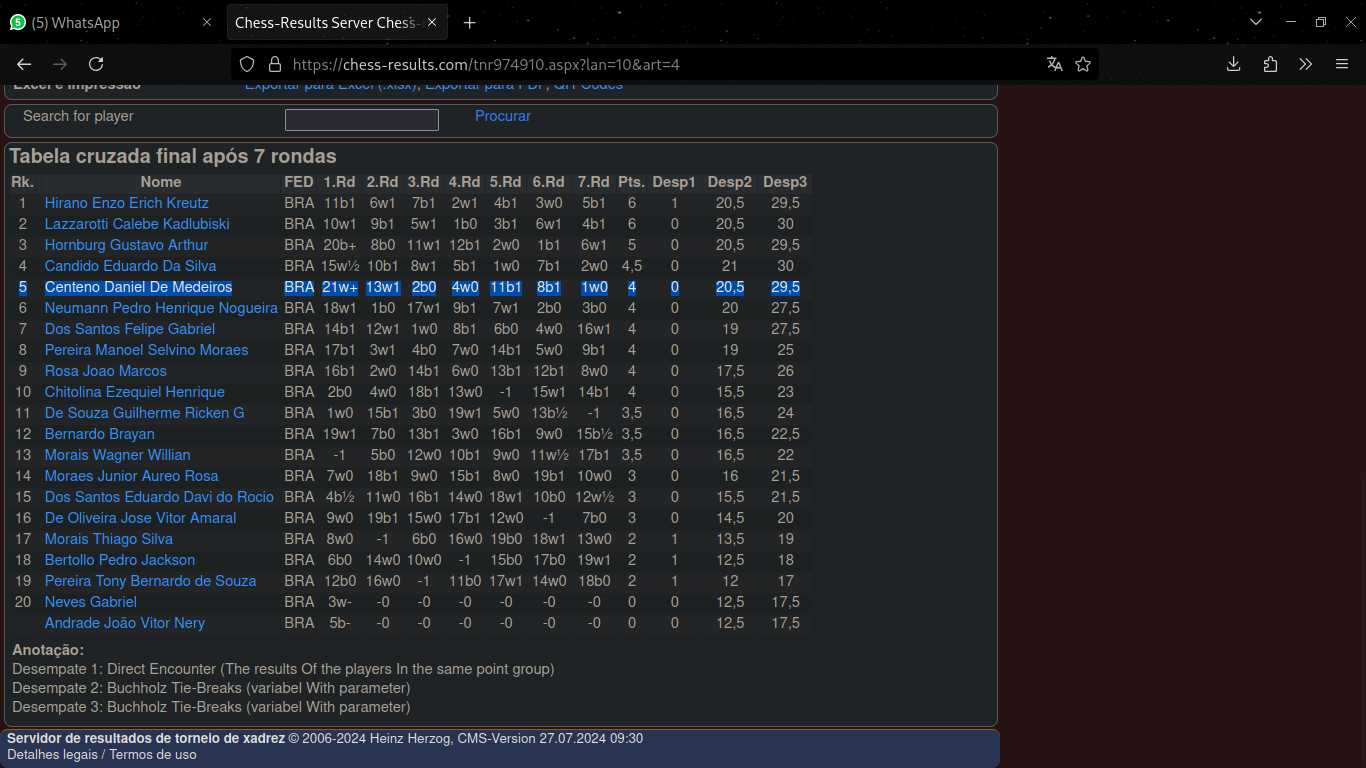 (5) WhatsApp
Chess-Results Server Chess-
https://chess-results.com/tnr974910.aspx?lan=10&art=4
Excel e Impressão Exportar para Excel (.xlsx), Exportar para PDF, QR-Codes
Search for player Procurar
Tabela cruzada final após 7 rondas
Rk. Nome FED 1.Rd 2.Rd 3.Rd 4.Rd 5.Rd 6.Rd 7.Rd Pts. Desp1 Desp2 Desp3
1 Hirano Enzo Erich Kreutz BRA 11b1 6w1 7b1 2w1 4b1 3w0 5b1 6 1 20,5 29,5
2 Lazzarotti Calebe Kadlubiski BRA 10w1 9b1 5w1 1b0 3b1 6w1 4b1 6 0 20,5 30
3 Hornburg Gustavo Arthur BRA 20b+ 8b0 11w1 12b1 2w0 1b1 6w1 5 0 20,5 29,5
4 Candido Eduardo Da Silva BRA 15w½ 10b1 8w1 5b1 1w0 7b1 2w0 4,5 0 21 30
5 Centeno Daniel De Medeiros BRA 21w+ 13w1 2b0 4w0 11b1 8b1 1w0 4 0 20,5 29,5
6 Neumann Pedro Henrique Nogueira BRA 18w1 1b0 17w1 9b1 7w1 2b0 3b0 4 0 20 27,5
7 Dos Santos Felipe Gabriel BRA 14b1 12w1 1w0 8b1 6b0 4w0 16w1 4 0 19 27,5
8 Pereira Manoel Selvino Moraes BRA 17b1 3w1 4b0 7w0 14b1 5w0 9b1 4 0 19 25
9 Rosa Joao Marcos BRA 16b1 2w0 14b1 6w0 13b1 12b1 8w0 4 0 17,5 26
10 Chitolina Ezequiel Henrique BRA 2b0 4w0 18b1 13w0 -1 15w1 14b1 4 0 15,5 23
11 De Souza Guilherme Ricken G BRA 1w0 15b1 3b0 19w1 5w0 13b½ -1 3,5 0 16,5 24
12 Bernardo Brayan BRA 19w1 7b0 13b1 3w0 16b1 9w0 15b½ 3,5 0 16,5 22,5
13 Morais Wagner Willian BRA -1 5b0 12w0 10b1 9w0 11w½ 17b1 3,5 0 16,5 22
14 Moraes Junior Aureo Rosa BRA 7w0 18b1 9w0 15b1 8w0 19b1 10w0 3 0 16 21,5
15 Dos Santos Eduardo Davi do Rocio BRA 4b½ 11w0 16b1 14w0 18w1 10b0 12w½ 3 0 15,5 21,5
16 De Oliveira Jose Vitor Amaral BRA 9w0 19b1 15w0 17b1 12w0 -1 7b0 3 0 14,5 20
17 Morais Thiago Silva BRA 8w0 -1 6b0 16w0 19b0 18w1 13w0 2 1 13,5 19
18 Bertollo Pedro Jackson BRA 6b0 14w0 10w0 -1 15b0 17b0 19w1 2 1 12,5 18
19 Pereira Tony Bernardo de Souza BRA 12b0 16w0 -1 11b0 17w1 14w0 18b0 2 1 12 17
20 Neves Gabriel BRA 3w- -0 -0 -0 -0 -0 -0 0 0 12,5 17,5
Andrade João Vitor Nery BRA 5b- -0 -0 -0 -0 -0 -0 0 0 12,5 17,5
Anotação:
Desempate 1: Direct Encounter (The results Of the players In the same point group)
Desempate 2: Buchholz Tie-Breaks (variabel With parameter)
Desempate 3: Buchholz Tie-Breaks (variabel With parameter)
Servidor de resultados de torneio de xadrez © 2006-2024 Heinz Herzog, CMS-Version 27.07.2024 09:30
Detalhes legais / Termos de uso